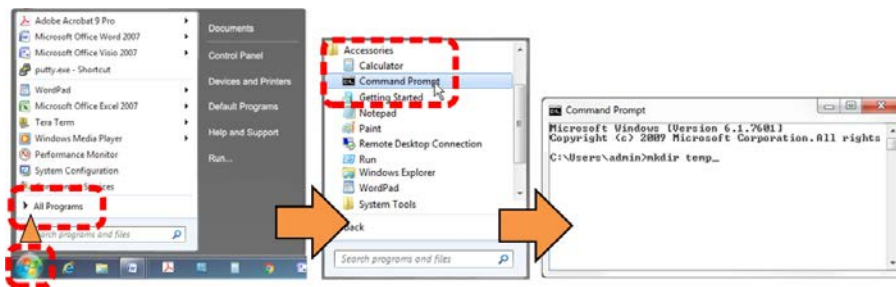 Adobe Acrobat 9 Pro
Microsoft Office Word 2007
Microsoft Office Visio 2007
putty.exe - Shortcut
WordPad
Microsoft Office Excel 2007
Tera Term
Windows Media Player
Performance Monitor
System Configuration
Services
All Programs
Search programs and files
Documents
Control Panel
Devices and Printers
Default Programs
Help and Support
Run...
Accessories
Calculator
Command Prompt
Getting Started
Notepad
Paint
Remote Desktop Connection
Run
Windows Explorer
WordPad
System Tools
Back
Search programs and files
Command Prompt
Microsoft Windows [Version 6.1.7601]
Copyright (c) 2009 Microsoft Corporation.All rights
C:\Users\admin>mkdir temp_